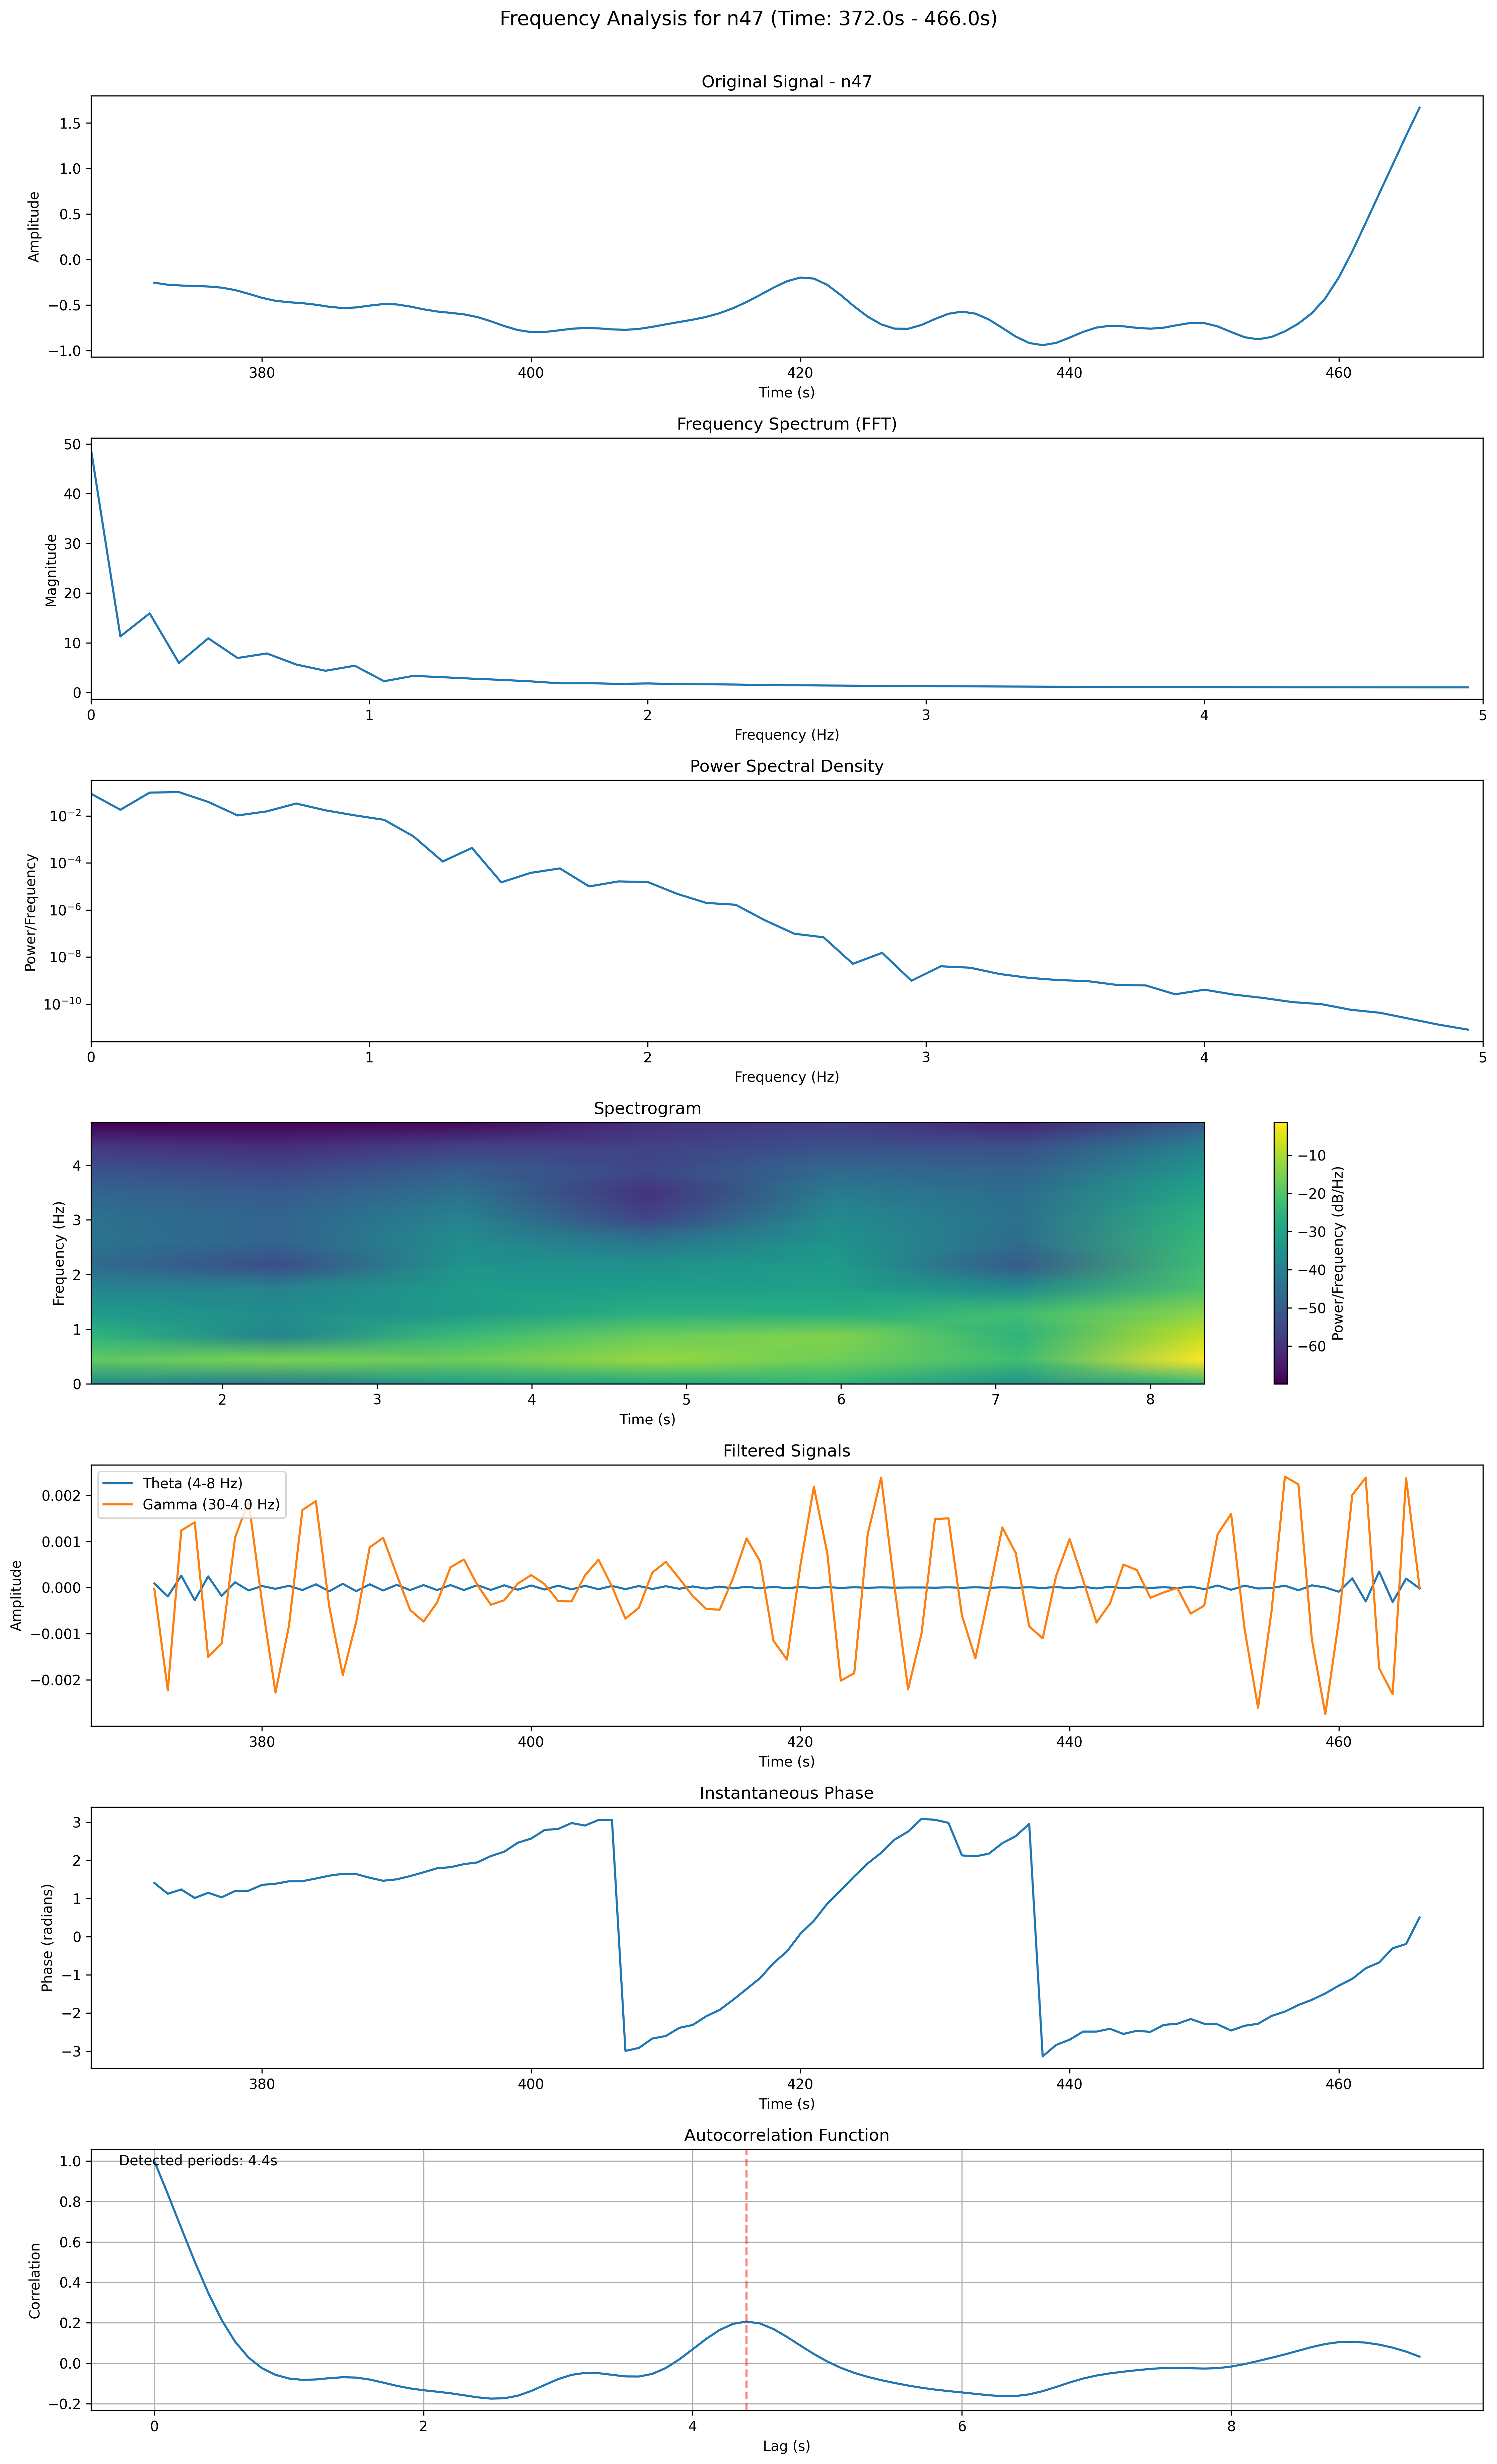 Frequency Analysis for n47 (Time: 372.0s - 466.0s)
Original Signal - n47
Amplitude
1.5
1.0
0.5
0.0
−0.5
−1.0
380 400 420 440 460
Time (s)
Frequency Spectrum (FFT)
Magnitude
50
40
30
20
10
0
0 1 2 3 4 5
Frequency (Hz)
Power Spectral Density
Power/Frequency
10⁻²
10⁻⁴
10⁻⁶
10⁻⁸
10⁻¹⁰
0 1 2 3 4 5
Frequency (Hz)
Spectrogram
Frequency (Hz)
4
3
2
1
0
2 3 4 5 6 7 8
Time (s)
−10
−20
−30
−40
−50
−60
Power/Frequency (dB/Hz)
Filtered Signals
Theta (4-8 Hz)
Gamma (30-4.0 Hz)
Amplitude
0.002
0.001
0.000
−0.001
−0.002
380 400 420 440 460
Time (s)
Instantaneous Phase
Phase (radians)
3
2
1
0
−1
−2
−3
380 400 420 440 460
Time (s)
Autocorrelation Function
Detected periods: 4.4s
Correlation
1.0
0.8
0.6
0.4
0.2
0.0
−0.2
0 2 4 6 8
Lag (s)